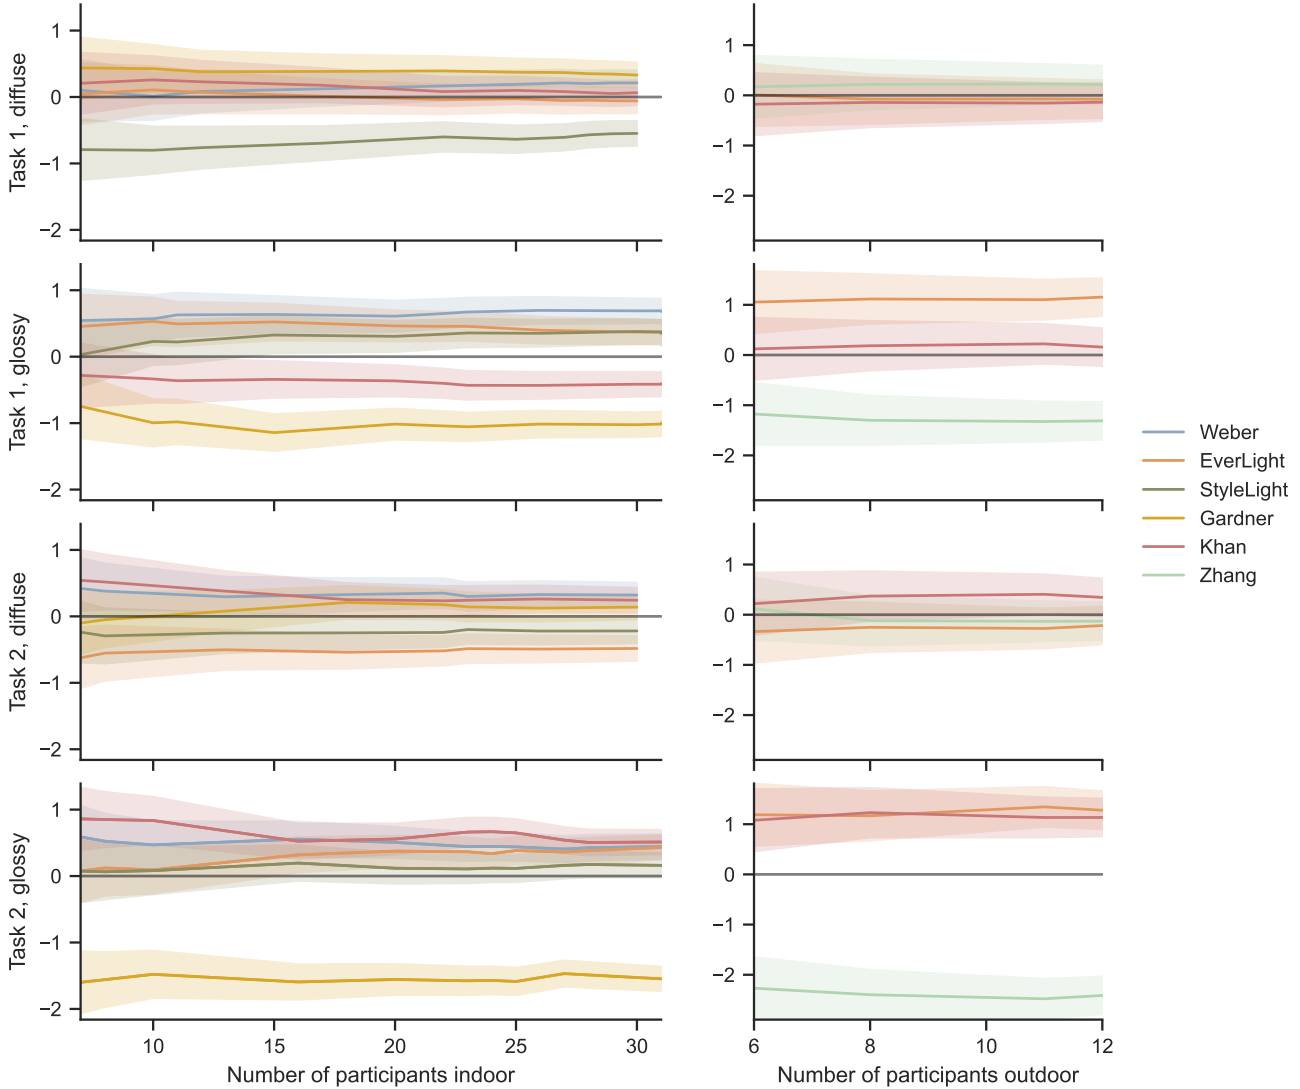 Task 1, diffuse
1
0
−1
−2
1
0
−1
−2
Task 1, glossy
1
0
−1
−2
1
0
−1
−2
Task 2, diffuse
1
0
−1
−2
1
0
−1
−2
Task 2, glossy
1
0
−1
−2
1
0
−1
−2
10 15 20 25 30
Number of participants indoor
6 8 10 12
Number of participants outdoor
Weber
EverLight
StyleLight
Gardner
Khan
Zhang